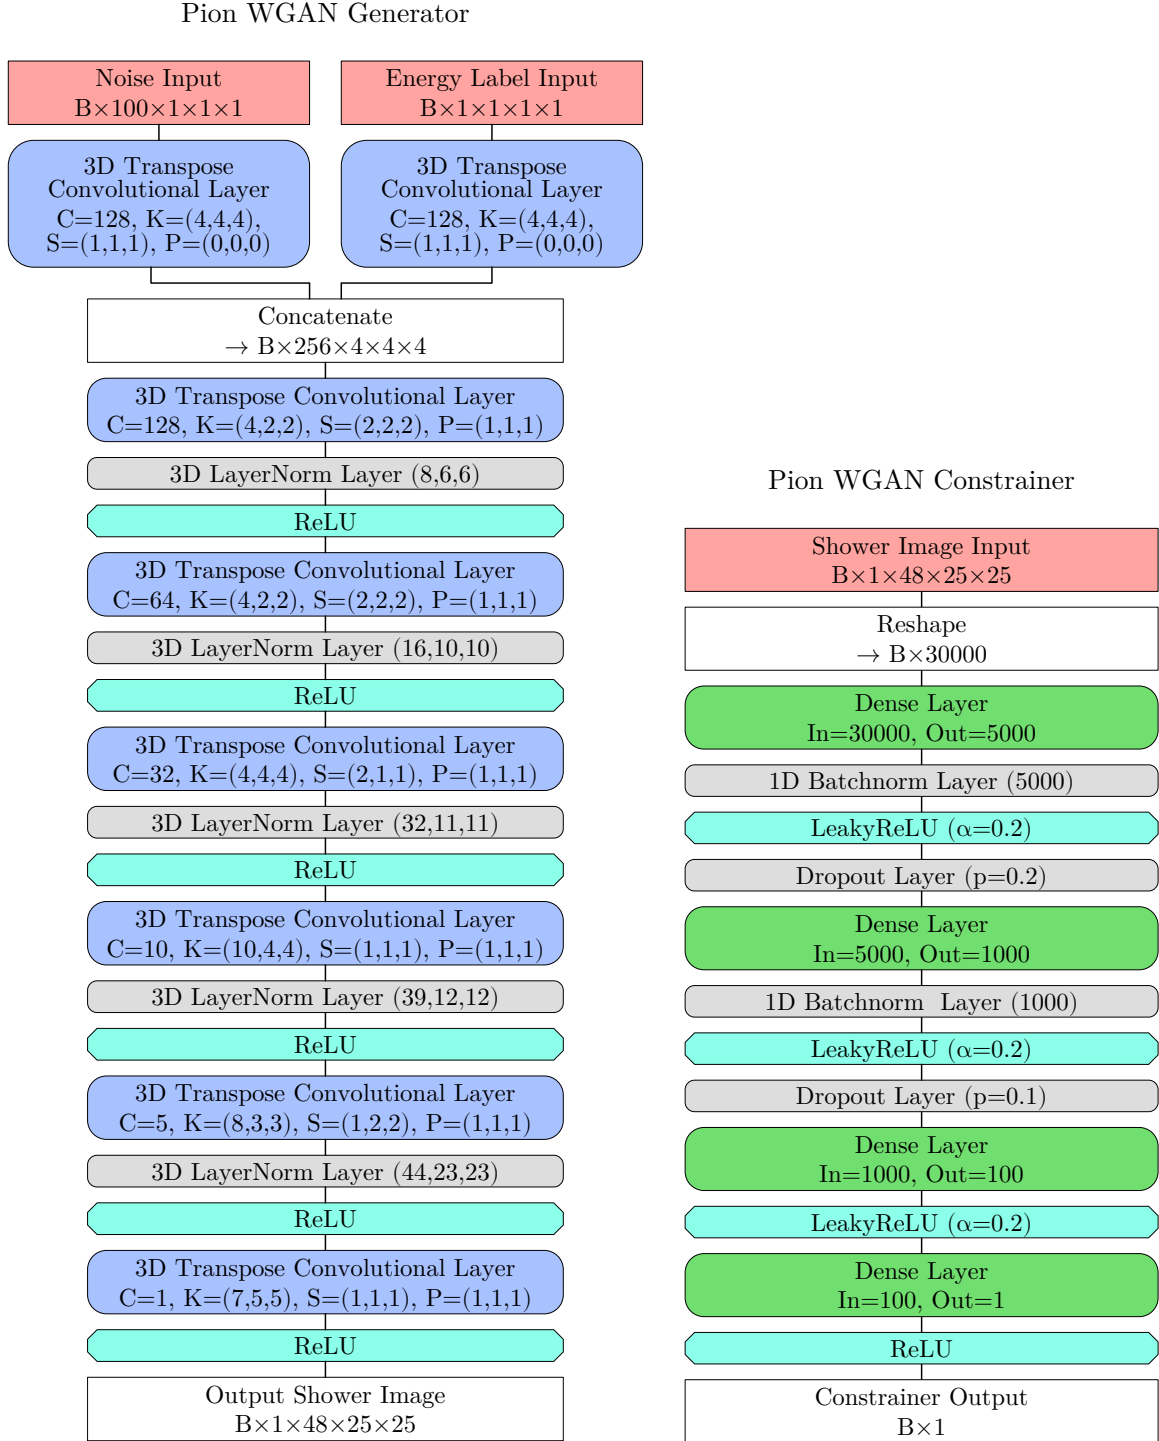 Pion WGAN Generator
Noise Input
B×100×1×1×1
Energy Label Input
B×1×1×1×1
3D Transpose
Convolutional Layer
C=128, K=(4,4,4),
S=(1,1,1), P=(0,0,0)
3D Transpose
Convolutional Layer
C=128, K=(4,4,4),
S=(1,1,1), P=(0,0,0)
Concatenate
→ B×256×4×4×4
3D Transpose Convolutional Layer
C=128, K=(4,2,2), S=(2,2,2), P=(1,1,1)
3D LayerNorm Layer (8,6,6)
ReLU
3D Transpose Convolutional Layer
C=64, K=(4,2,2), S=(2,2,2), P=(1,1,1)
3D LayerNorm Layer (16,10,10)
ReLU
3D Transpose Convolutional Layer
C=32, K=(4,4,4), S=(2,1,1), P=(1,1,1)
3D LayerNorm Layer (32,11,11)
ReLU
3D Transpose Convolutional Layer
C=10, K=(10,4,4), S=(1,1,1), P=(1,1,1)
3D LayerNorm Layer (39,12,12)
ReLU
3D Transpose Convolutional Layer
C=5, K=(8,3,3), S=(1,2,2), P=(1,1,1)
3D LayerNorm Layer (44,23,23)
ReLU
3D Transpose Convolutional Layer
C=1, K=(7,5,5), S=(1,1,1), P=(1,1,1)
ReLU
Output Shower Image
B×1×48×25×25
Pion WGAN Constrainer
Shower Image Input
B×1×48×25×25
Reshape
→ B×30000
Dense Layer
In=30000, Out=5000
1D Batchnorm Layer (5000)
LeakyReLU (α=0.2)
Dropout Layer (p=0.2)
Dense Layer
In=5000, Out=1000
1D Batchnorm Layer (1000)
LeakyReLU (α=0.2)
Dropout Layer (p=0.1)
Dense Layer
In=1000, Out=100
LeakyReLU (α=0.2)
Dense Layer
In=100, Out=1
ReLU
Constrainer Output
B×1